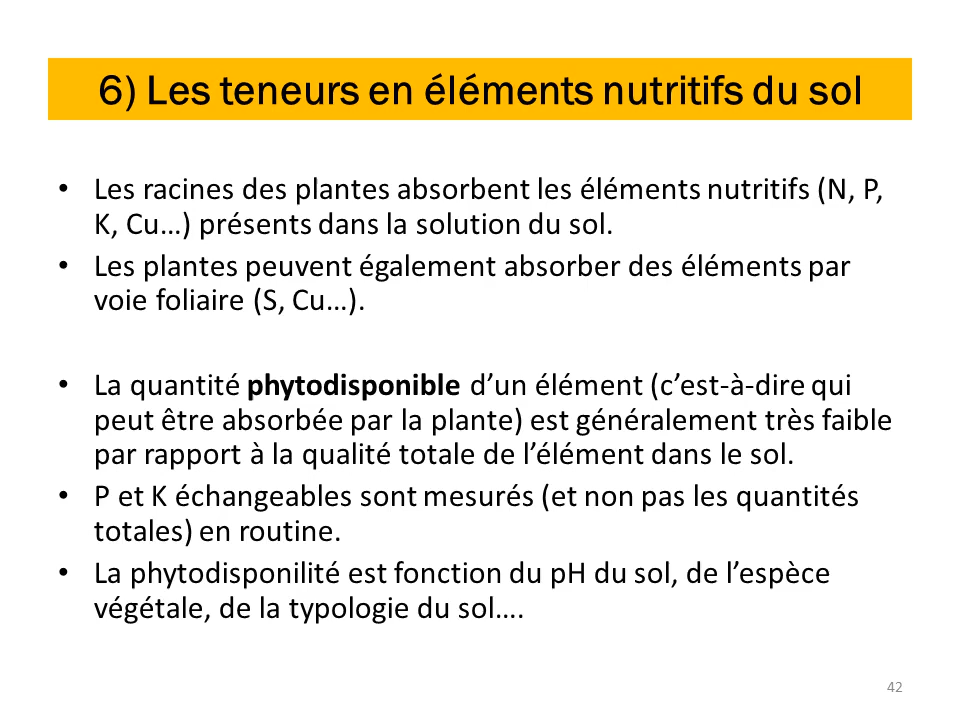 6) Les teneurs en éléments nutritifs du sol
• Les racines des plantes absorbent les éléments nutritifs (N, P,
K, Cu…) présents dans la solution du sol.
• Les plantes peuvent également absorber des éléments par
voie foliaire (S, Cu…).
• La quantité phytodisponible d’un élément (c’est-à-dire qui
peut être absorbée par la plante) est généralement très faible
par rapport à la qualité totale de l’élément dans le sol.
• P et K échangeables sont mesurés (et non pas les quantités
totales) en routine.
• La phytodisponilité est fonction du pH du sol, de l’espèce
végétale, de la typologie du sol….
42